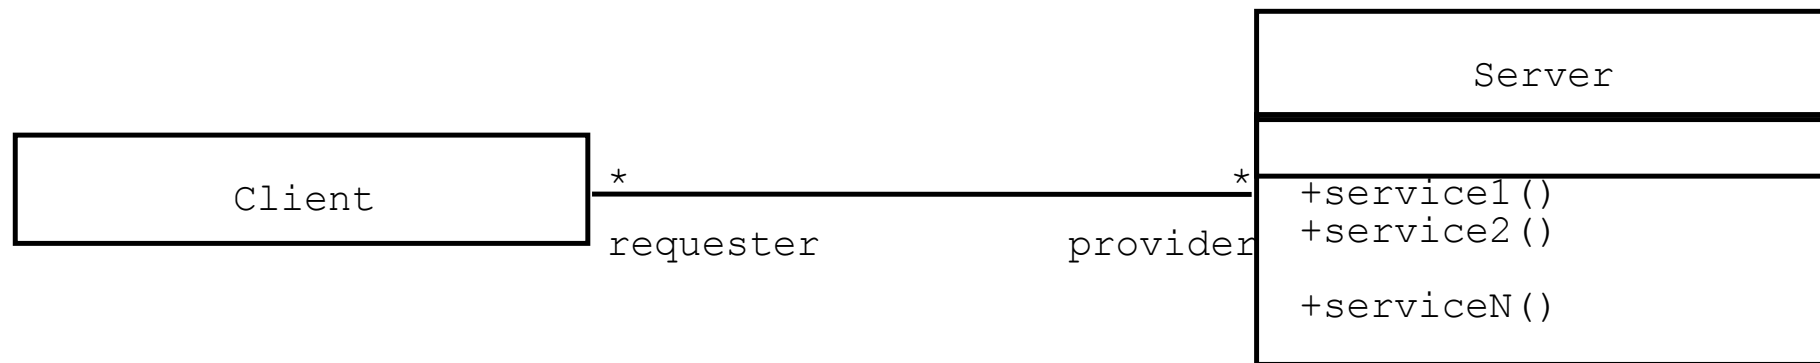 Server
Client
*
*
requester
provider
+service1()
+service2()
+serviceN()